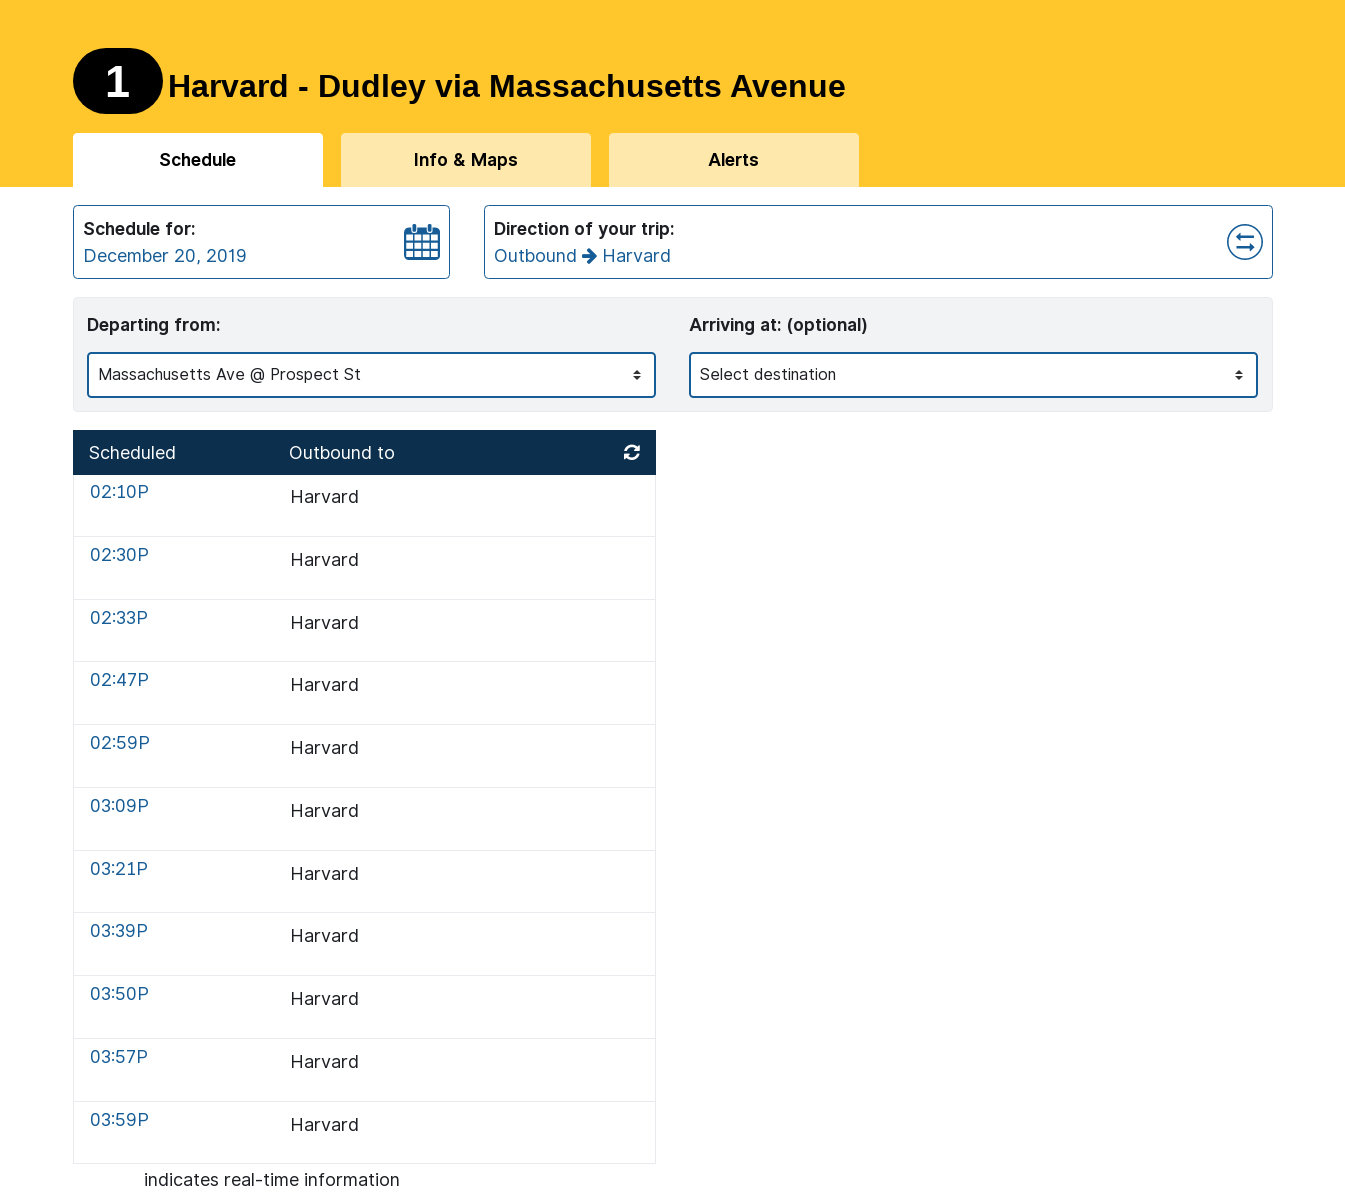 1 Harvard - Dudley via Massachusetts Avenue
Schedule Info & Maps Alerts
Schedule for:
December 20, 2019
Direction of your trip:
Outbound Harvard
Departing from:
Massachusetts Ave @ Prospect St
Arriving at: (optional)
Select destination
Scheduled Outbound to
02:10P Harvard
02:30P Harvard
02:33P Harvard
02:47P Harvard
02:59P Harvard
03:09P Harvard
03:21P Harvard
03:39P Harvard
03:50P Harvard
03:57P Harvard
03:59P Harvard
indicates real-time information